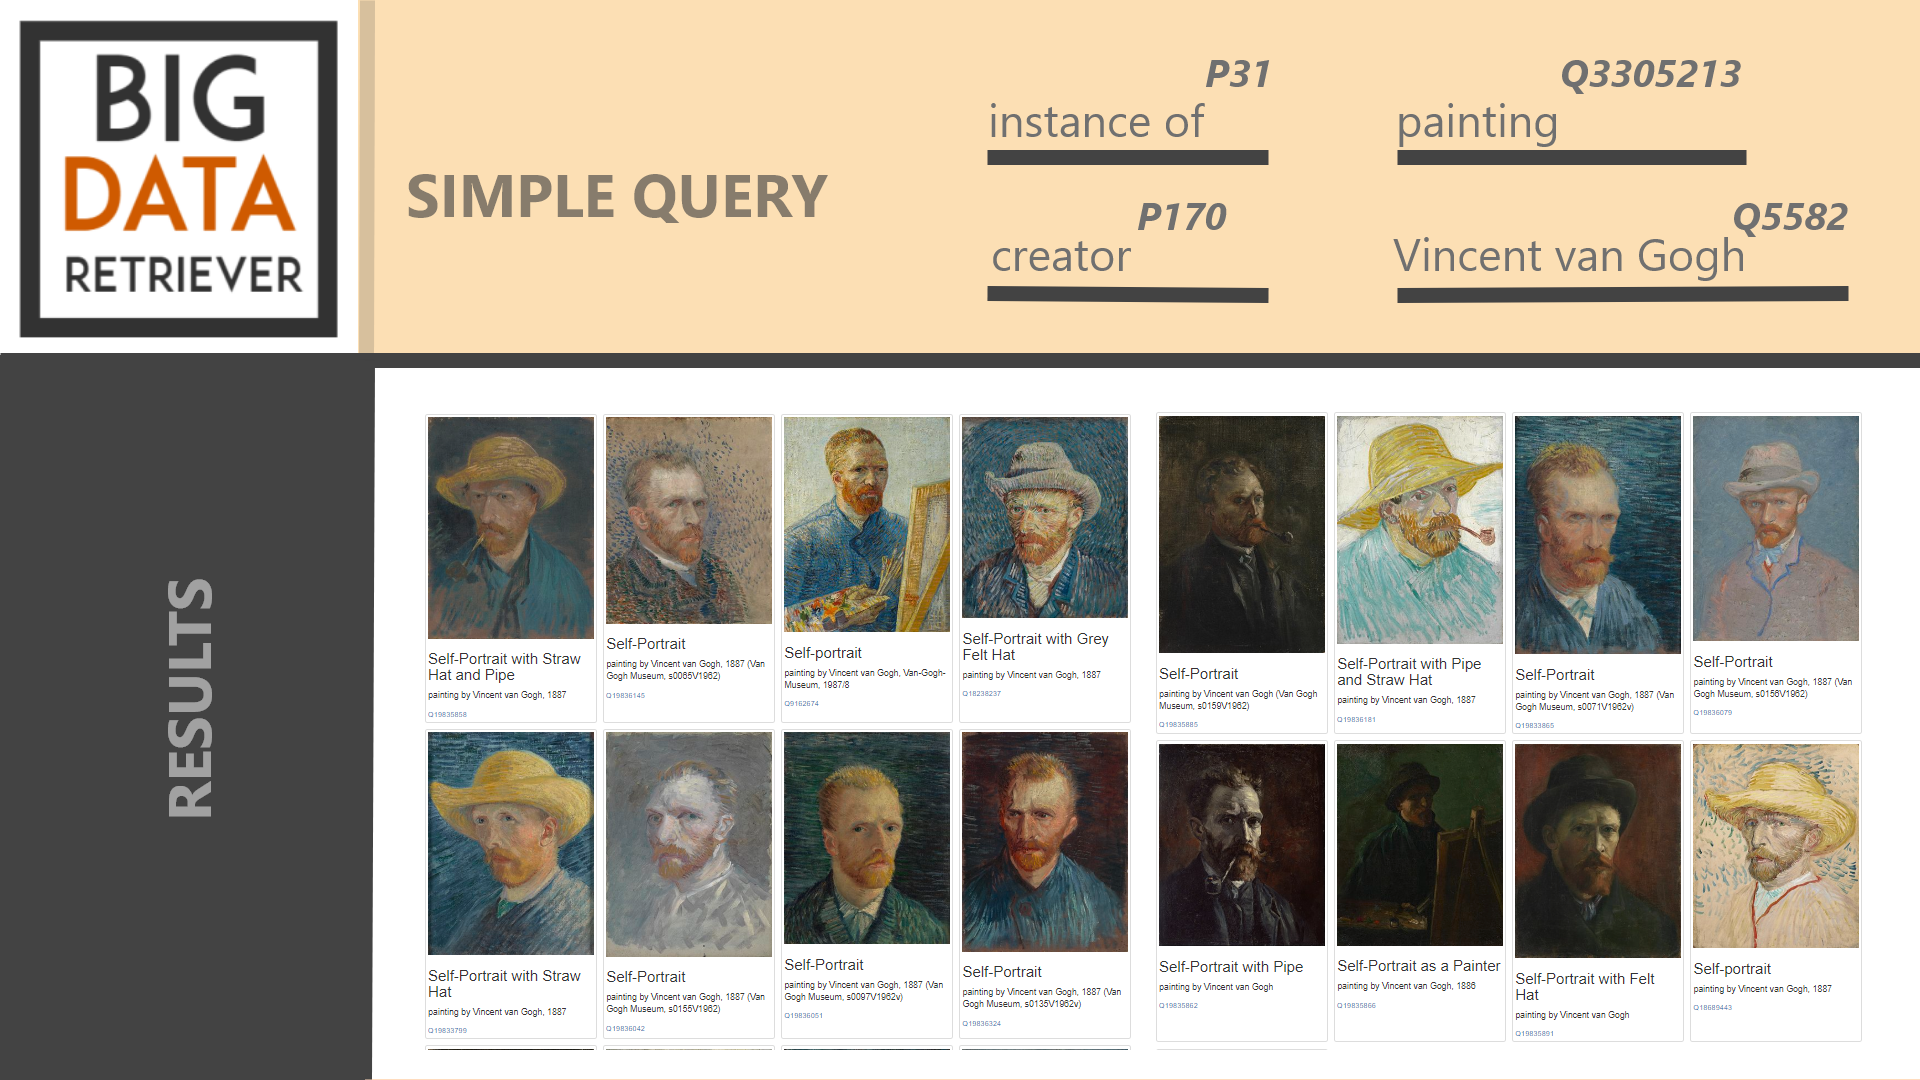 BIG
DATA
RETRIEVER
SIMPLE QUERY
P31
instance of
Q3305213
painting
P170
creator
Q5582
Vincent van Gogh
RESULTS
Self-Portrait with Straw
Hat and Pipe
painting by Vincent van Gogh, 1887
Q19835858
Self-Portrait
painting by Vincent van Gogh, 1887 (Van
Gogh Museum, s0065V1962)
Q19836145
Self-portrait
painting by Vincent van Gogh, Van-Gogh-
Museum, 1987/8
Q9162674
Self-Portrait with Grey
Felt Hat
painting by Vincent van Gogh, 1887
Q18238237
Self-Portrait
painting by Vincent van Gogh (Van Gogh
Museum, s0159V1962)
Q19835885
Self-Portrait with Pipe
and Straw Hat
painting by Vincent van Gogh, 1887
Q19836181
Self-Portrait
painting by Vincent van Gogh, 1887 (Van
Gogh Museum, s0071V1962v)
Q19833865
Self-Portrait
painting by Vincent van Gogh, 1887 (Van
Gogh Museum, s0156V1962)
Q19836079
Self-Portrait with Straw
Hat
painting by Vincent van Gogh, 1887
Q19833799
Self-Portrait
painting by Vincent van Gogh, 1887 (Van
Gogh Museum, s0155V1962)
Q19836042
Self-Portrait
painting by Vincent van Gogh, 1887 (Van
Gogh Museum, s0097V1962v)
Q19836051
Self-Portrait
painting by Vincent van Gogh, 1887 (Van
Gogh Museum, s0135V1962v)
Q19836324
Self-Portrait with Pipe
painting by Vincent van Gogh
Q19835862
Self-Portrait as a Painter
painting by Vincent van Gogh, 1886
Q19835866
Self-Portrait with Felt
Hat
painting by Vincent van Gogh
Q19835891
Self-portrait
painting by Vincent van Gogh, 1887
Q18689443